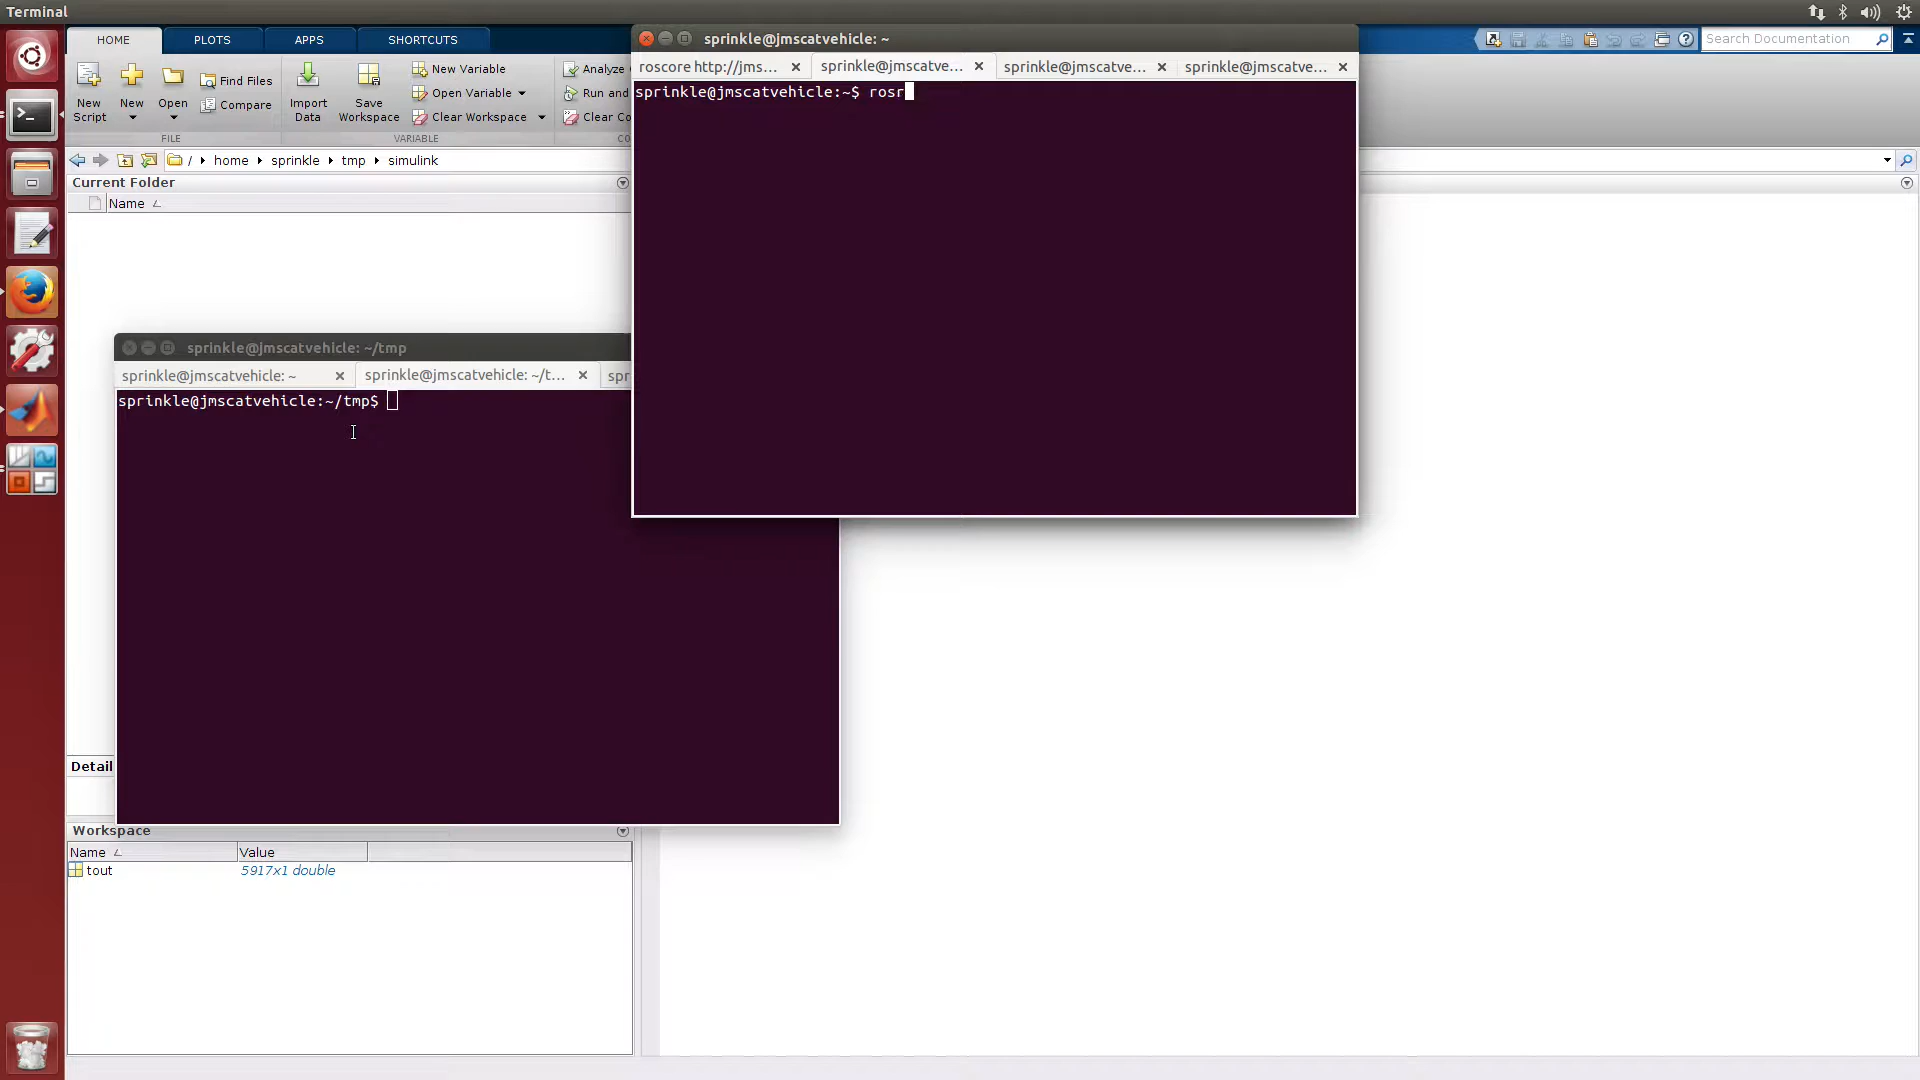 Terminal
HOME
PLOTS
APPS
SHORTCUTS
Search Documentation
New Script
New
Open
Find Files
Compare
Import Data
Save Workspace
New Variable
Open Variable
Clear Workspace
Analyze
Run and
Clear Co
FILE
VARIABLE
CO
/ home sprinkle tmp simulink
Current Folder
Name
sprinkle@jmscatvehicle: ~
roscore http://jms...
sprinkle@jmscatve...
sprinkle@jmscatve...
sprinkle@jmscatve...
sprinkle@jmscatvehicle:~$ rosr
sprinkle@jmscatvehicle: ~/tmp
sprinkle@jmscatvehicle: ~
sprinkle@jmscatvehicle: ~/t...
spr
sprinkle@jmscatvehicle:~/tmp$
Detail
Workspace
Name
Value
tout
5917x1 double